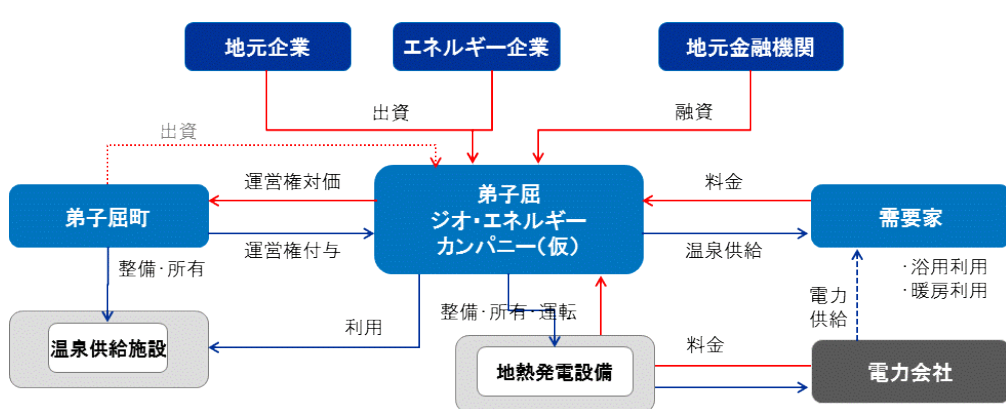 地元企業
エネルギー企業
地元金融機関
出資
出資
融資
運営権対価
料金
弟子屈町
弟子屈
ジオ・エネルギー
カンパニー(仮)
需要家
運営権付与
温泉供給
整備・所有
・浴用利用
・暖房利用
電力
供給
利用
整備・所有・運転
温泉供給施設
地熱発電設備
料金
電力会社